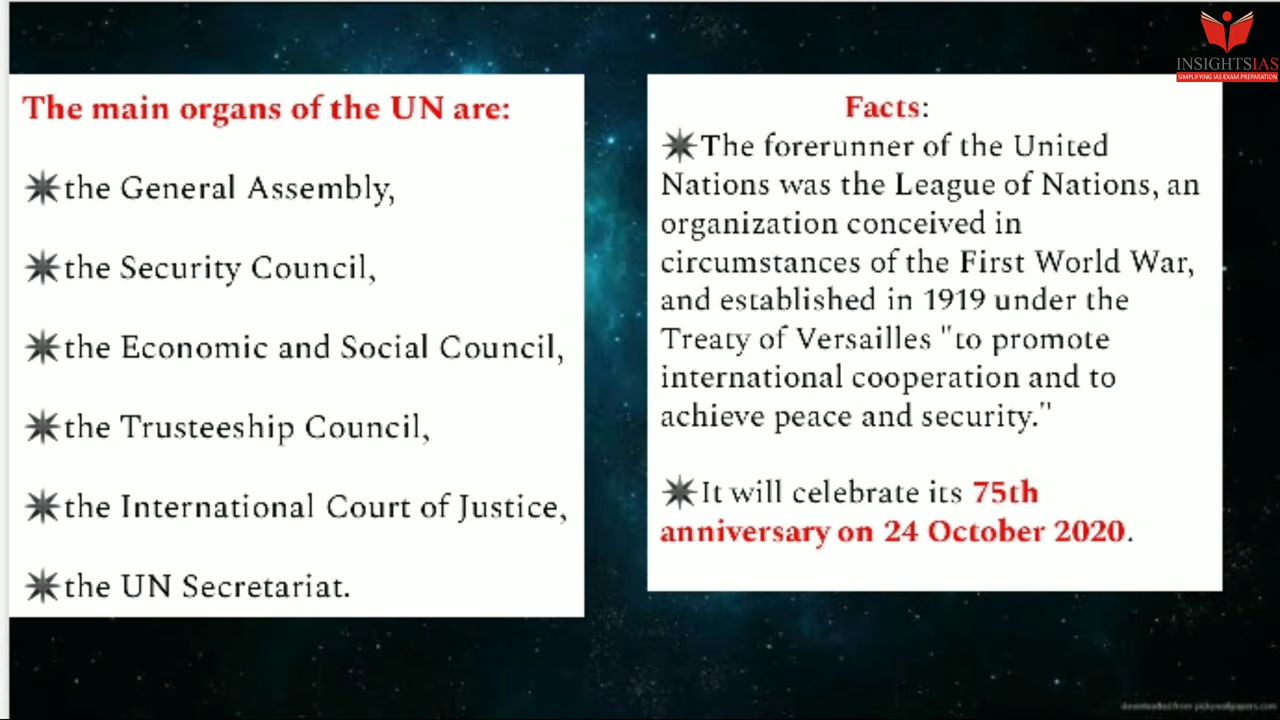 INSIGHTSIAS
SIMPLIFYING IAS EXAM PREPARATION
The main organs of the UN are:
the General Assembly,
the Security Council,
the Economic and Social Council,
the Trusteeship Council,
the International Court of Justice,
the UN Secretariat.
Facts:
The forerunner of the United
Nations was the League of Nations, an
organization conceived in
circumstances of the First World War,
and established in 1919 under the
Treaty of Versailles "to promote
international cooperation and to
achieve peace and security."
It will celebrate its 75th
anniversary on 24 October 2020.
downloaded from pickywallpapers.com